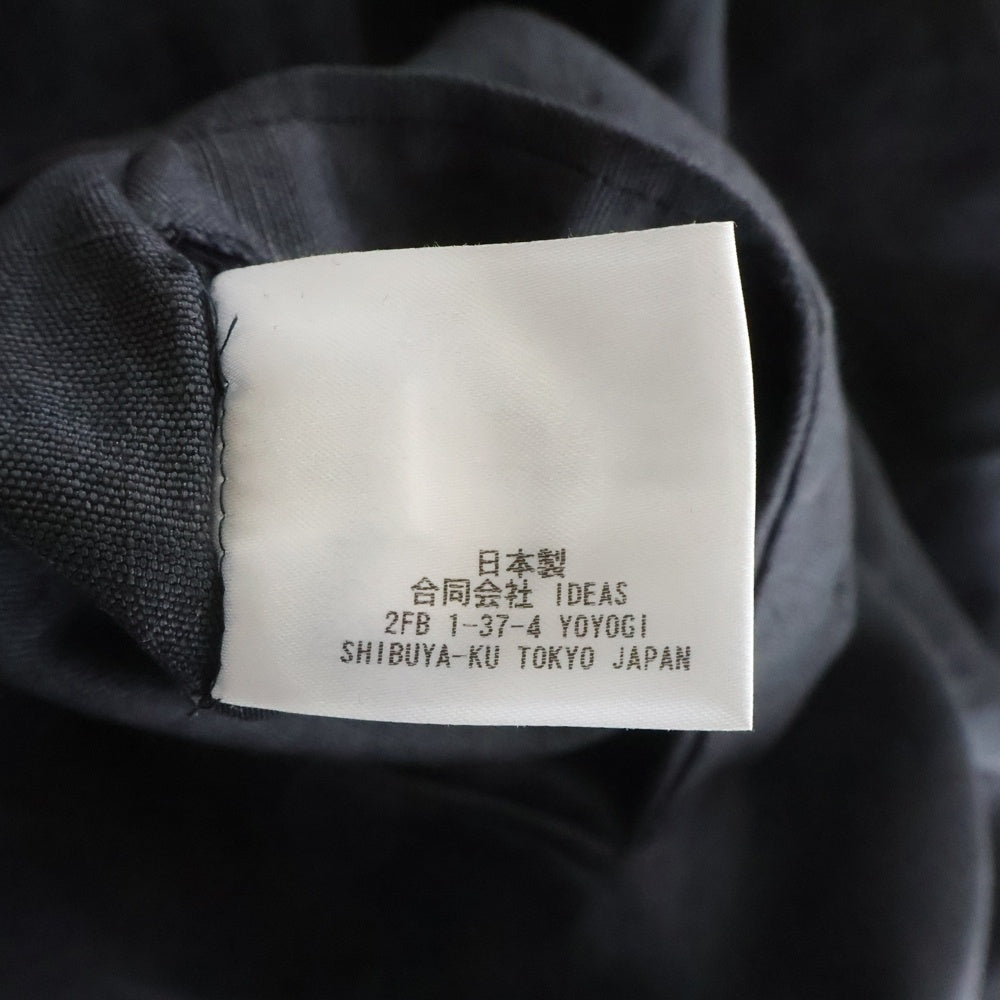 日本製
合同会社 IDEAS
2FB 1-37-4 YOYOGI
SHIBUYA-KU TOKYO JAPAN